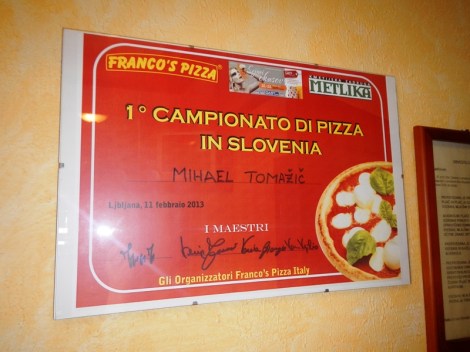 FRANCO'S PIZZA
METLIKA
1° CAMPIONATO DI PIZZA
IN SLOVENIA
MIHAEL TOMAŽIČ
Ljbljana, 11 febbraio 2013
I MAESTRI
Gli Organizzatori Franco's Pizza Italy